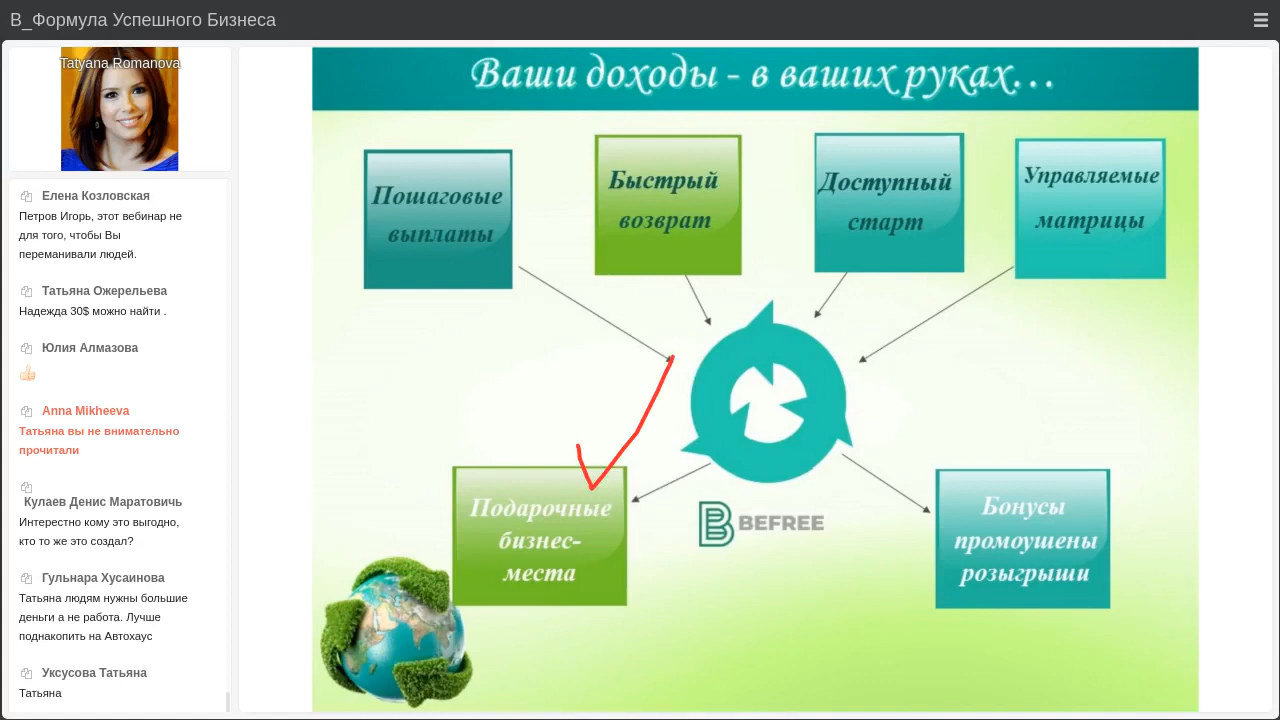 B_Формула Успешного Бизнеса
Tatyana Romanova
Елена Козловская
Петров Игорь, этот вебинар не
для того, чтобы Вы
переманивали людей.
Татьяна Ожерельева
Надежда 30$ можно найти .
Юлия Алмазова
Anna Mikheeva
Татьяна вы не внимательно
прочитали
Кулаев Денис Маратовичь
Интерестно кому это выгодно,
кто то же это создал?
Гульнара Хусаинова
Татьяна людям нужны большие
деньги а не работа. Лучше
поднакопить на Автохаус
Уксусова Татьяна
Татьяна
Ваши доходы - в ваших руках...
Пошаговые
выплаты
Быстрый
возврат
Доступный
старт
Управляемые
матрицы
Подарочные
бизнес-
места
BEFREE
Бонусы
промоушены
розыгрыши